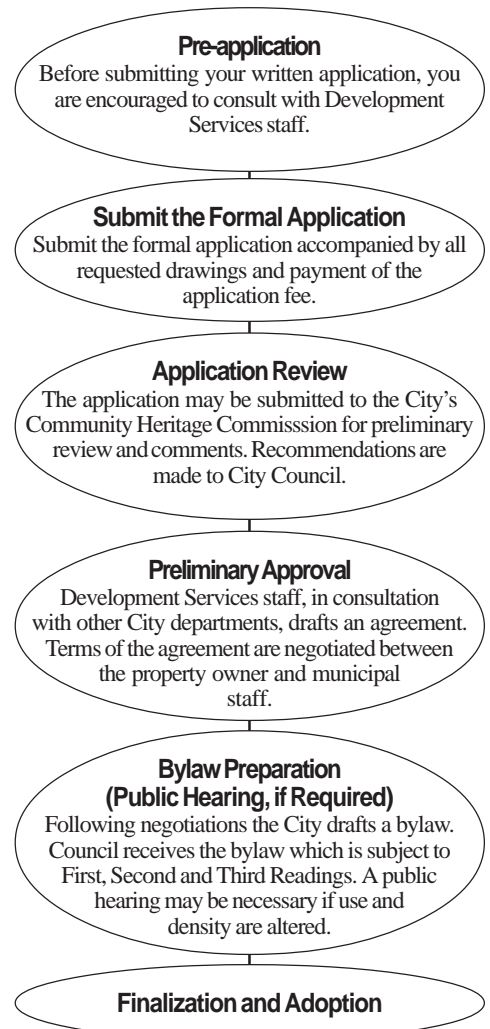 Pre-application
Before submitting your written application, you
are encouraged to consult with Development
Services staff.
Submit the Formal Application
Submit the formal application accompanied by all
requested drawings and payment of the
application fee.
Application Review
The application may be submitted to the City's
Community Heritage Commisssion for preliminary
review and comments. Recommendations are
made to City Council.
Preliminary Approval
Development Services staff, in consultation
with other City departments, drafts an agreement.
Terms of the agreement are negotiated between
the property owner and municipal
staff.
Bylaw Preparation
(Public Hearing, if Required)
Following negotiations the City drafts a bylaw.
Council receives the bylaw which is subject to
First, Second and Third Readings. A public
hearing may be necessary if use and
density are altered.
Finalization and Adoption